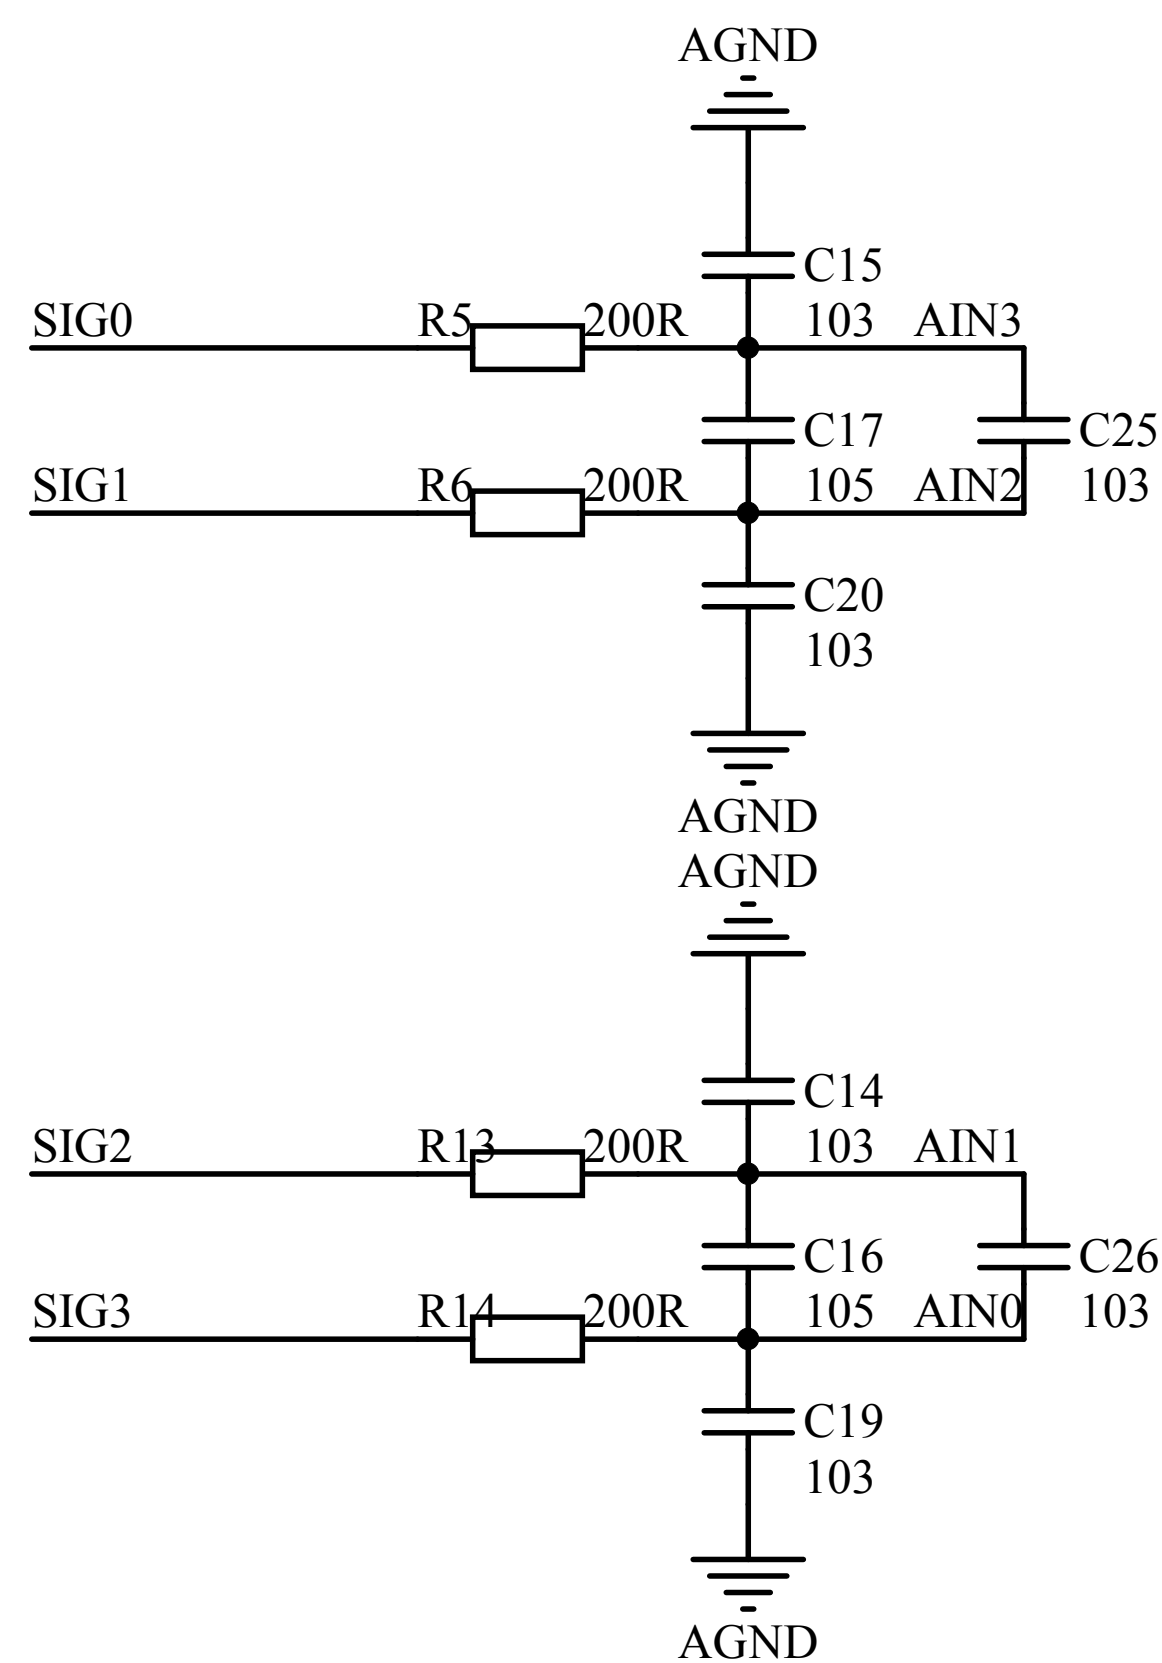 AGND
C15
SIG0 R5 200R 103 AIN3
C17 C25
SIG1 R6 200R 105 AIN2 103
C20
103
AGND
AGND
C14
SIG2 R13 200R 103 AIN1
C16 C26
SIG3 R14 200R 105 AIN0 103
C19
103
AGND